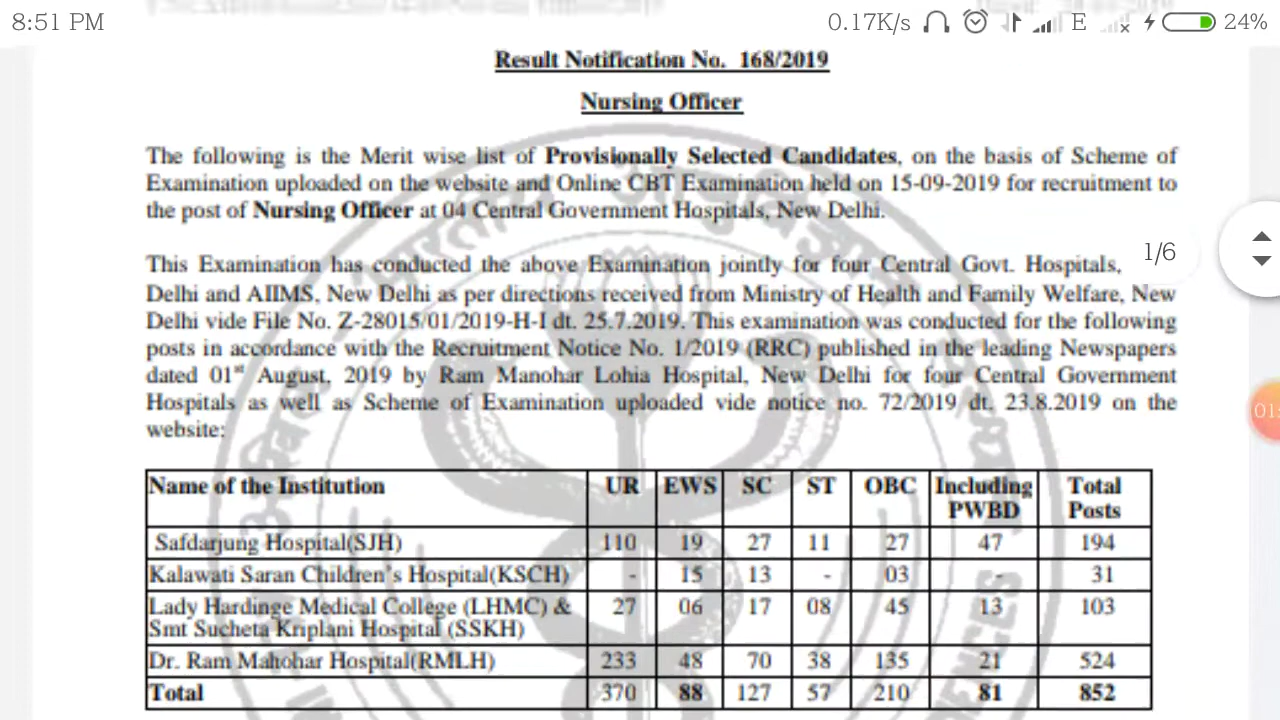 8:51 PM 0.17K/s E 24%
Result Notification No. 168/2019
Nursing Officer
The following is the Merit wise list of Provisionally Selected Candidates, on the basis of Scheme of
Examination uploaded on the website and Online CBT Examination held on 15-09-2019 for recruitment to
the post of Nursing Officer at 04 Central Government Hospitals, New Delhi.
1/6
This Examination has conducted the above Examination jointly for four Central Govt. Hospitals,
Delhi and AIIMS, New Delhi as per directions received from Ministry of Health and Family Welfare, New
Delhi vide File No. Z-28015/01/2019-H-I dt. 25.7.2019. This examination was conducted for the following
posts in accordance with the Recruitment Notice No. 1/2019 (RRC) published in the leading Newspapers
dated 01st August, 2019 by Ram Manohar Lohia Hospital, New Delhi for four Central Government
Hospitals as well as Scheme of Examination uploaded vide notice no. 72/2019 dt. 23.8.2019 on the
website:
Name of the Institution UR EWS SC ST OBC Including PWBD Total Posts
Safdarjung Hospital(SJH) 110 19 27 11 27 47 194
Kalawati Saran Children's Hospital(KSCH) - 15 13 - 03 - 31
Lady Hardinge Medical College (LHMC) & 27 06 17 08 45 13 103
Smt Sucheta Kriplani Hospital (SSKH)
Dr. Ram Mahohar Hospital(RMLH) 233 48 70 38 135 21 524
Total 370 88 127 57 210 81 852